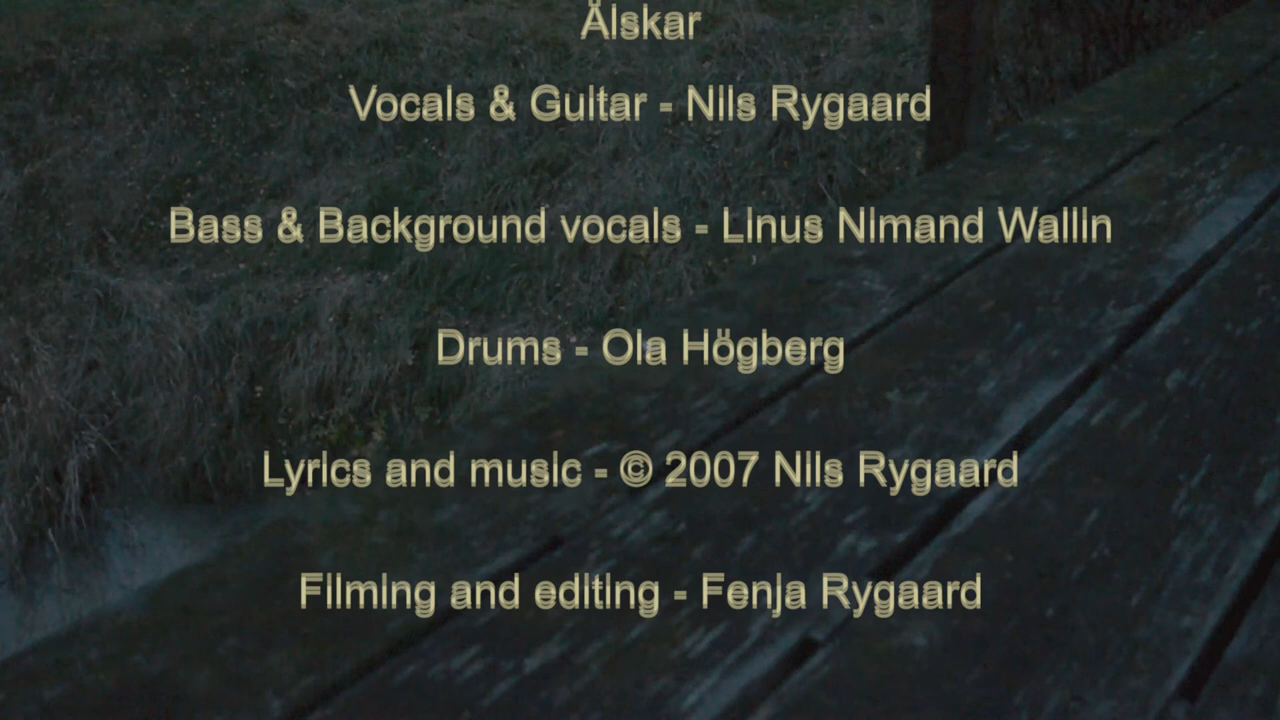 Älskar
Vocals & Guitar - Nils Rygaard
Bass & Background vocals - Linus Nimand Wallin
Drums - Ola Högberg
Lyrics and music - © 2007 Nils Rygaard
Filming and editing - Fenja Rygaard